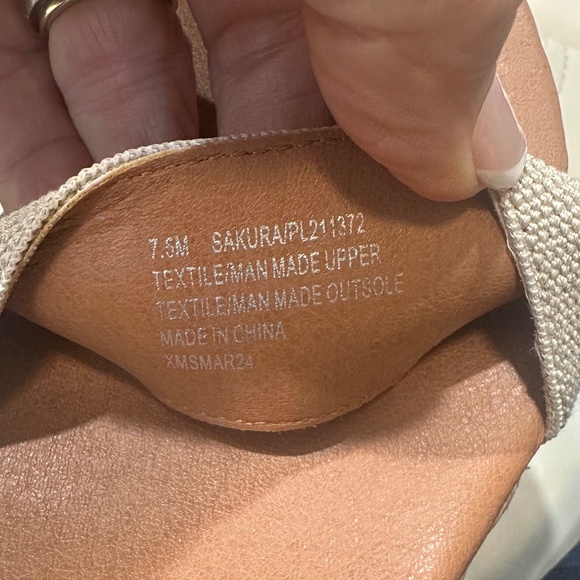 7.5M SAKURA/PL211372
TEXTILE/MAN MADE UPPER
TEXTILE/MAN MADE OUTSOLE
MADE IN CHINA
XMSMAR24